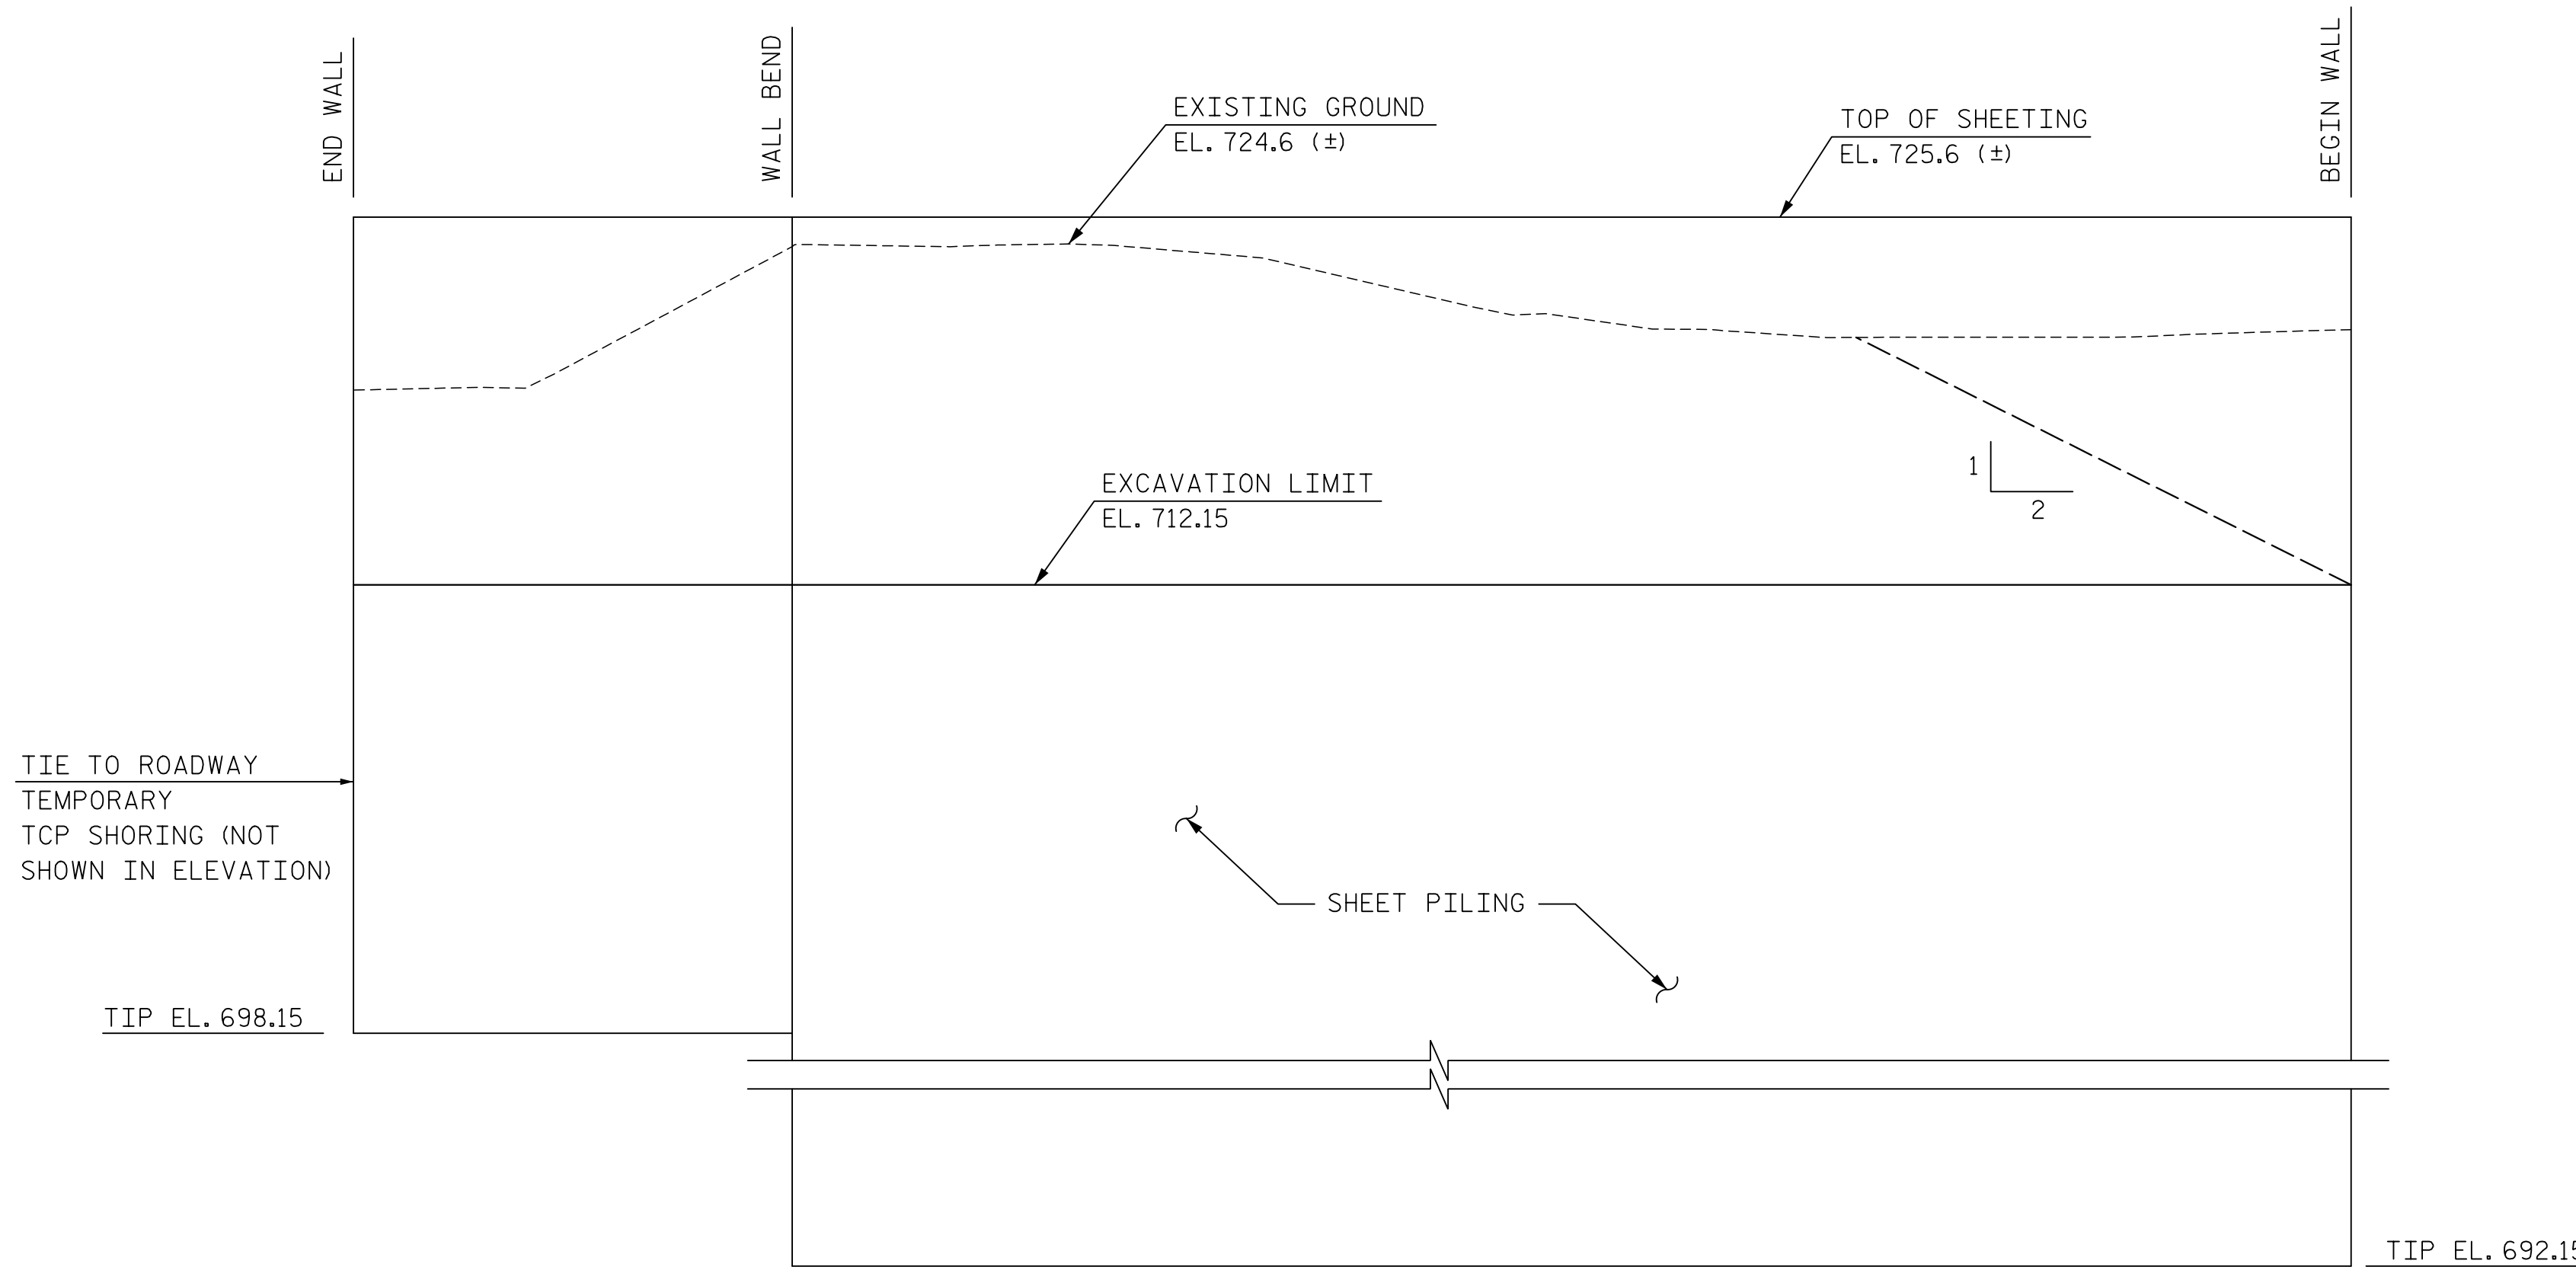 END WALL
WALL BEND
EXISTING GROUND
EL. 724.6 (±)
TOP OF SHEETING
EL. 725.6 (±)
BEGIN WALL
EXCAVATION LIMIT
EL. 712.15
1
2
TIE TO ROADWAY
TEMPORARY
TCP SHORING (NOT
SHOWN IN ELEVATION)
SHEET PILING
TIP EL. 698.15
TIP EL. 692.15